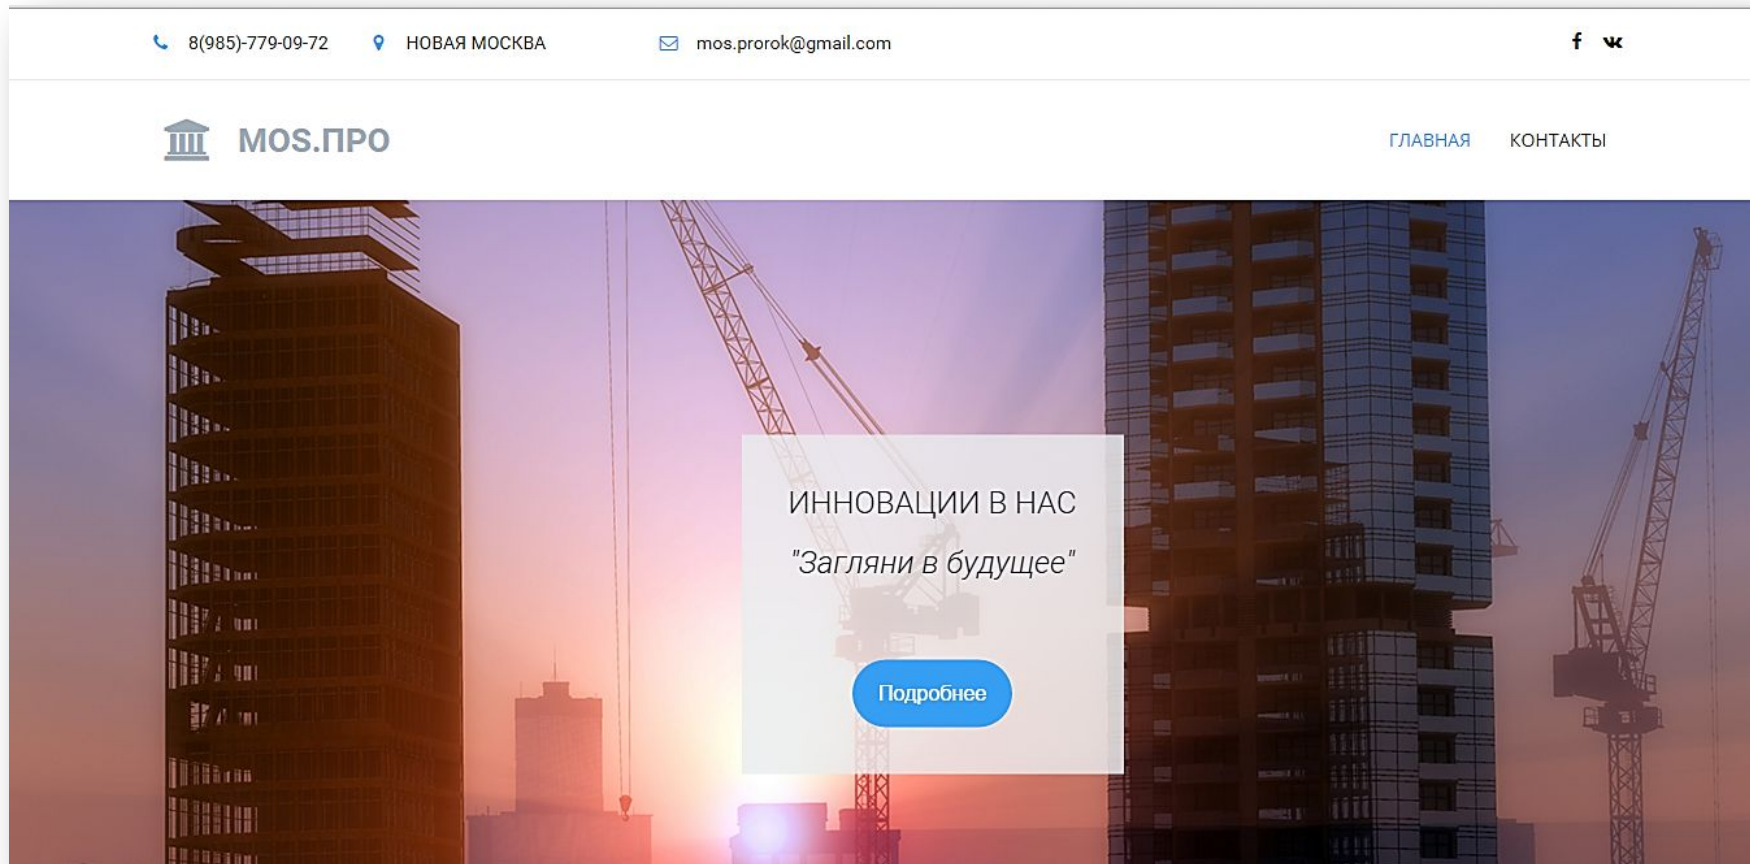 8(985)-779-09-72 НОВАЯ МОСКВА mos.prorok@gmail.com
MOS.ПРО
ГЛАВНАЯ КОНТАКТЫ
ИННОВАЦИИ В НАС
"Загляни в будущее"
Подробнее